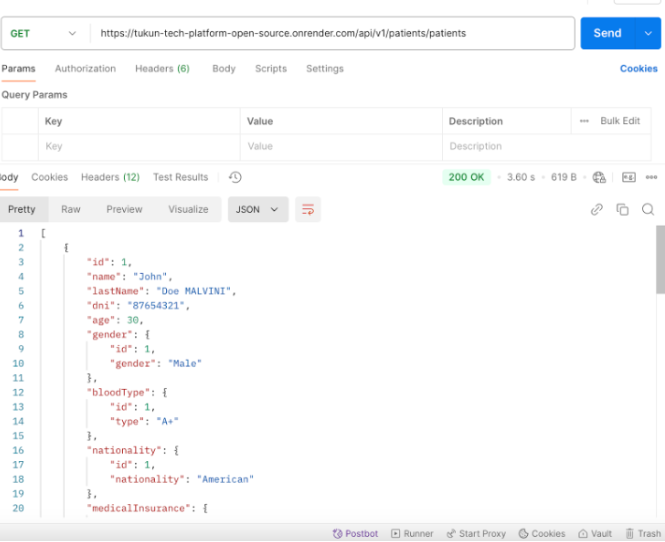 GET https://tukun-tech-platform-open-source.onrender.com/api/v1/patients/patients Send
Params Authorization Headers (6) Body Scripts Settings Cookies
Query Params
Key Value Description Bulk Edit
Key Value Description
Cookies Headers (12) Test Results 200 OK 3.60 s 619 B
Pretty Raw Preview Visualize JSON
1 [
2 {
3 "id": 1,
4 "name": "John",
5 "lastName": "Doe MALVINI",
6 "dni": "87654321",
7 "age": 30,
8 "gender": {
9 "id": 1,
10 "gender": "Male"
11 },
12 "bloodType": {
13 "id": 1,
14 "type": "A+"
15 },
16 "nationality": {
17 "id": 1,
18 "nationality": "American"
19 },
20 "medicalInsurance": {
Postbot Runner Start Proxy Cookies Vault Trash